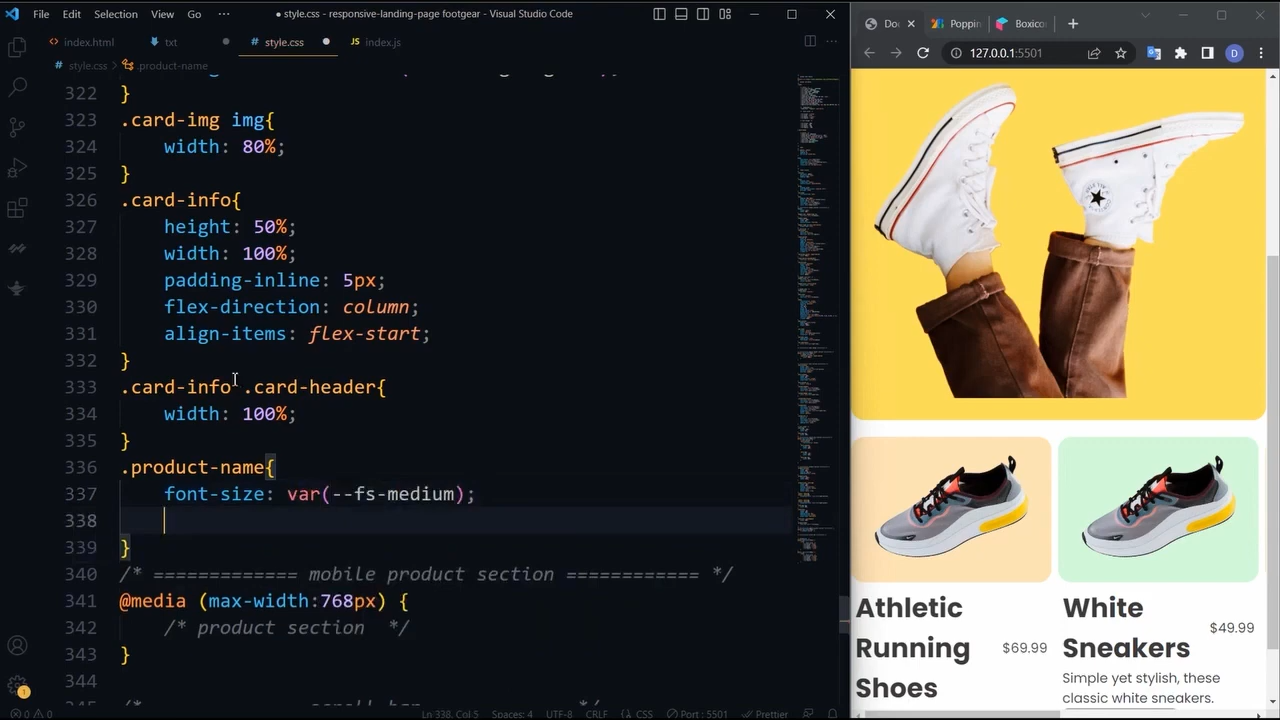 File Edit Selection View Go ··· ● style.css - responsive-landing-page footgear - Visual Studio Code
index.html txt style.css JS index.js
style.css > .product-name
322 }
323 .card-img img{
324 width: 80%;
325 }
326 .card-info{
327 height: 50%;
328 width: 100%;
329 padding-inline: 5px;
330 flex-direction: column;
331 align-items: flex-start;
332 }
333 .card-info .card-header{
334 width: 100%;
335 }
336 .product-name{
337 font-size: var(--fs-medium);
338
339 }
340 /* ============= mobile product section ============ */
341 @media (max-width:768px) {
342 /* product section */
343 }
344
1
0 0 Ln 338, Col 5 Spaces: 4 UTF-8 CRLF CSS Port : 5501 Prettier
Do Poppin Boxico
127.0.0.1:5501 D
Athletic Running Shoes
$69.99
White Sneakers
$49.99
Simple yet stylish, these
classic white sneakers.